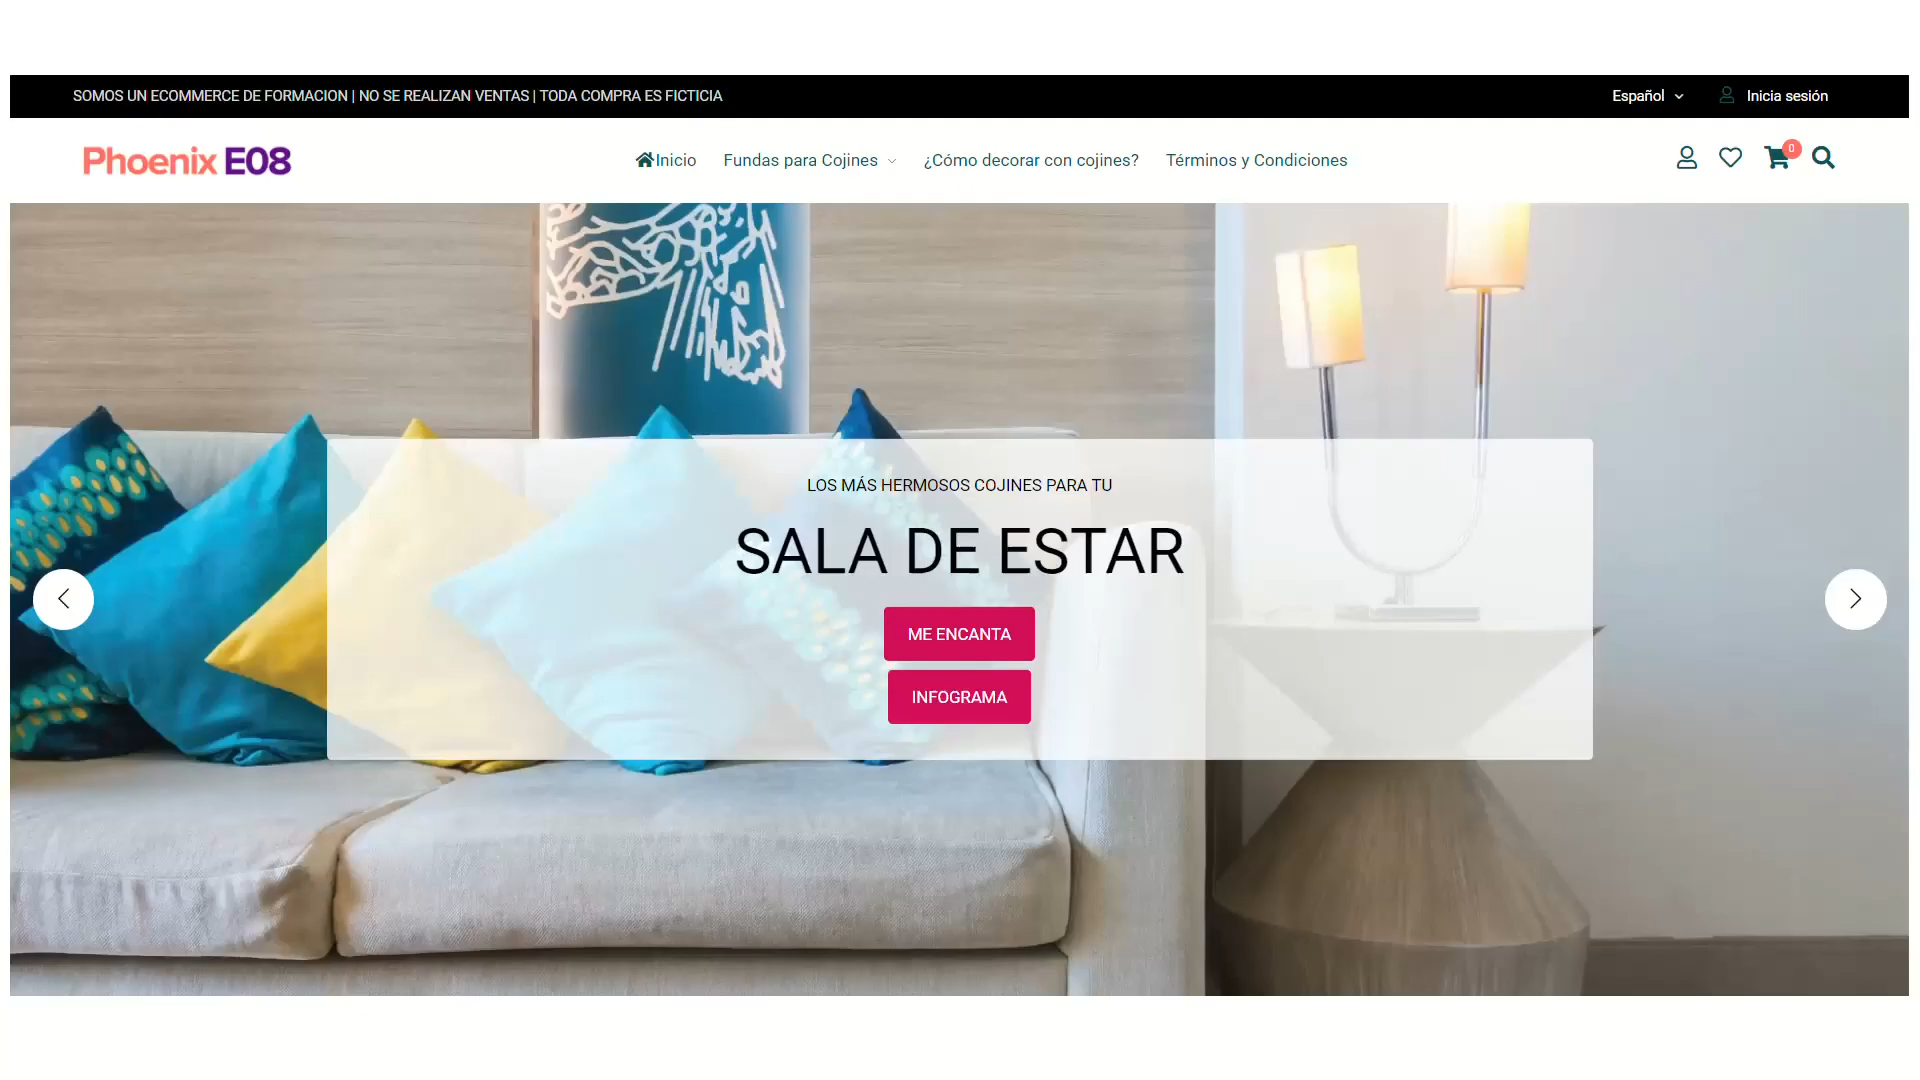 SOMOS UN ECOMMERCE DE FORMACION | NO SE REALIZAN VENTAS | TODA COMPRA ES FICTICIA
Español
Inicia sesión
Phoenix E08
Inicio
Fundas para Cojines
¿Cómo decorar con cojines?
Términos y Condiciones
0
LOS MÁS HERMOSOS COJINES PARA TU
SALA DE ESTAR
ME ENCANTA
INFOGRAMA